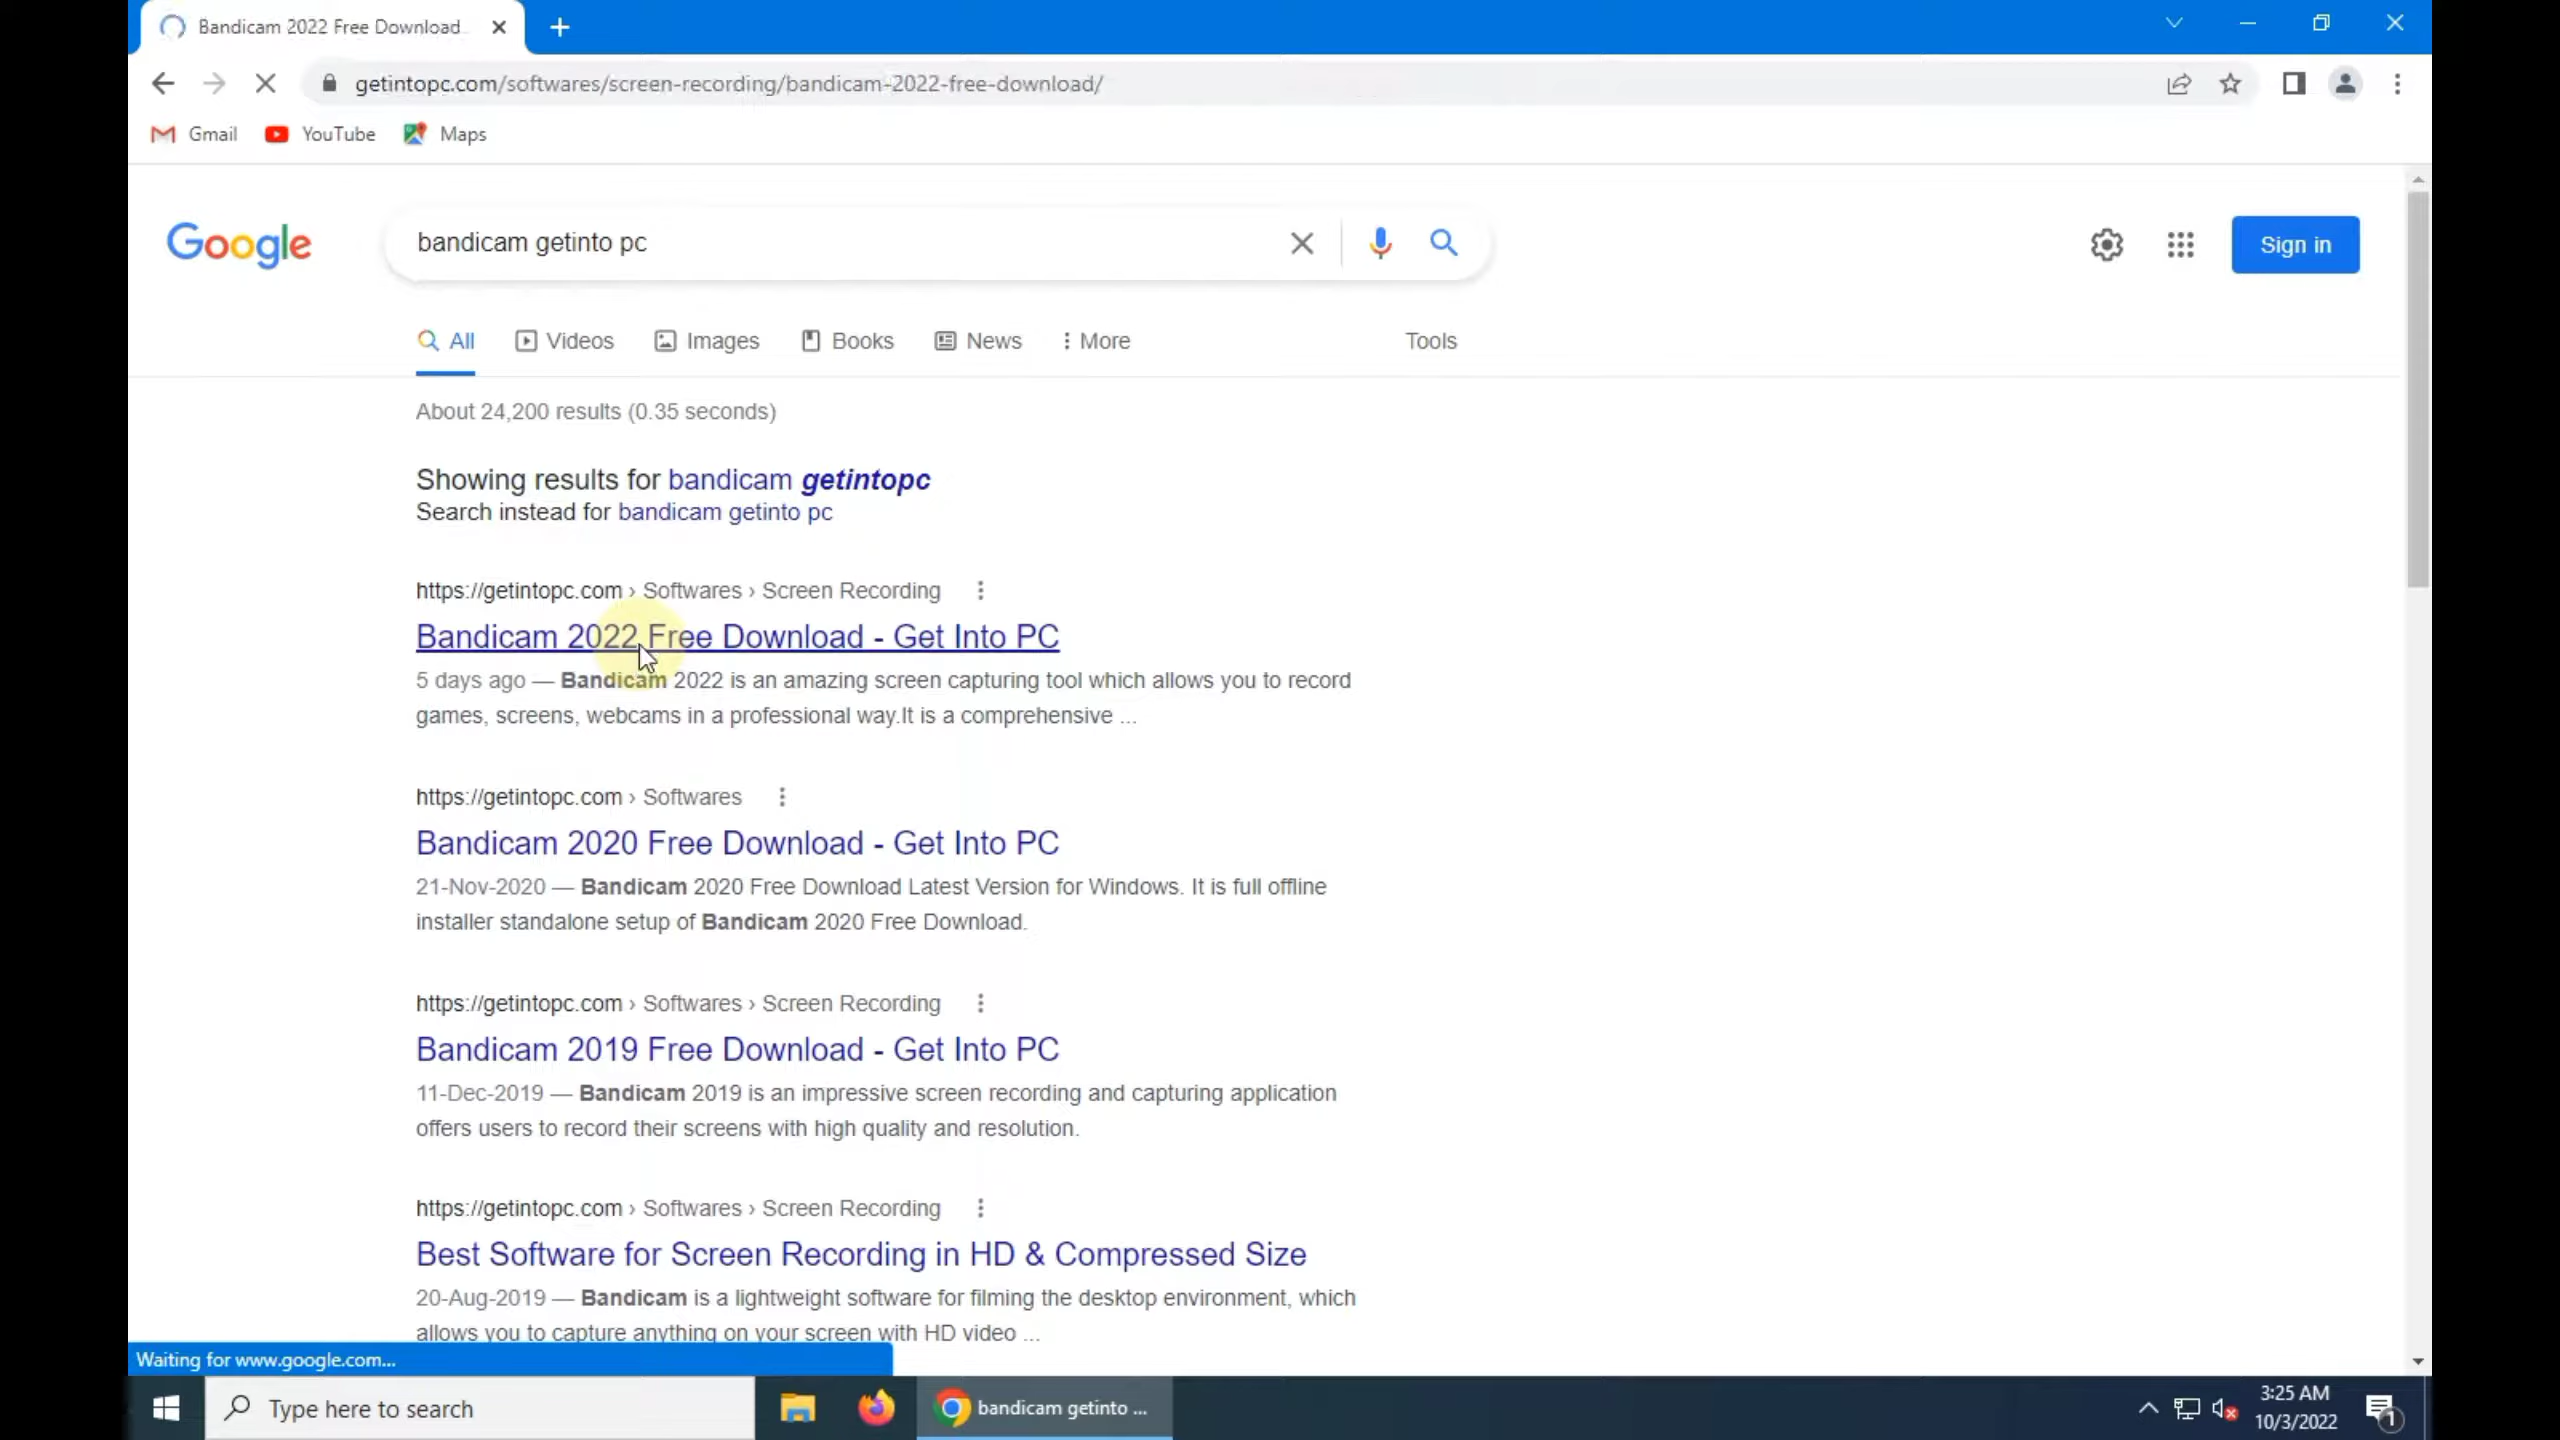 Bandicam 2022 Free Download
getintopc.com/softwares/screen-recording/bandicam-2022-free-download/
Gmail YouTube Maps
Google bandicam getinto pc Sign in
All Videos Images Books News More Tools
About 24,200 results (0.35 seconds)
Showing results for bandicam getintopc
Search instead for bandicam getinto pc
https://getintopc.com › Softwares › Screen Recording
Bandicam 2022 Free Download - Get Into PC
5 days ago — Bandicam 2022 is an amazing screen capturing tool which allows you to record
games, screens, webcams in a professional way.It is a comprehensive ...
https://getintopc.com › Softwares
Bandicam 2020 Free Download - Get Into PC
21-Nov-2020 — Bandicam 2020 Free Download Latest Version for Windows. It is full offline
installer standalone setup of Bandicam 2020 Free Download.
https://getintopc.com › Softwares › Screen Recording
Bandicam 2019 Free Download - Get Into PC
11-Dec-2019 — Bandicam 2019 is an impressive screen recording and capturing application
offers users to record their screens with high quality and resolution.
https://getintopc.com › Softwares › Screen Recording
Best Software for Screen Recording in HD & Compressed Size
20-Aug-2019 — Bandicam is a lightweight software for filming the desktop environment, which
allows you to capture anything on your screen with HD video ...
Waiting for www.google.com...
Type here to search bandicam getinto ... 3:25 AM
10/3/2022 1